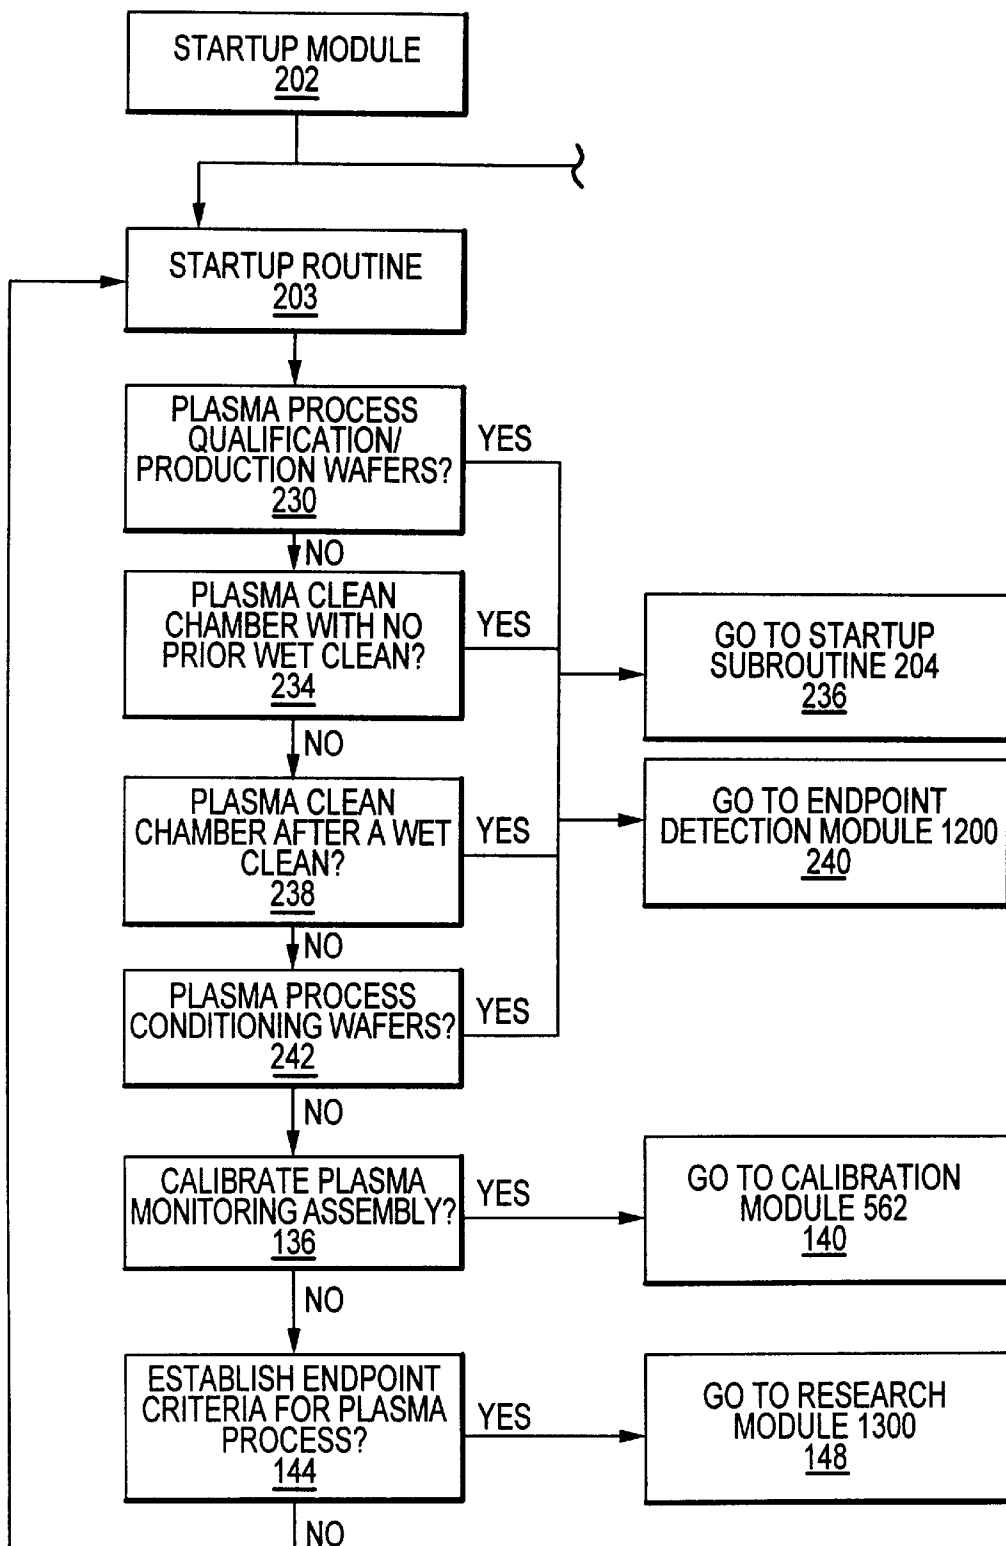 STARTUP MODULE
202
STARTUP ROUTINE
203
PLASMA PROCESS
QUALIFICATION/
PRODUCTION WAFERS?
230
YES
NO
PLASMA CLEAN
CHAMBER WITH NO
PRIOR WET CLEAN?
234
YES
GO TO STARTUP
SUBROUTINE 204
236
NO
PLASMA CLEAN
CHAMBER AFTER A WET
CLEAN?
238
YES
GO TO ENDPOINT
DETECTION MODULE 1200
240
NO
PLASMA PROCESS
CONDITIONING WAFERS?
242
YES
NO
CALIBRATE PLASMA
MONITORING ASSEMBLY?
136
YES
GO TO CALIBRATION
MODULE 562
140
NO
ESTABLISH ENDPOINT
CRITERIA FOR PLASMA
PROCESS?
144
YES
GO TO RESEARCH
MODULE 1300
148
NO